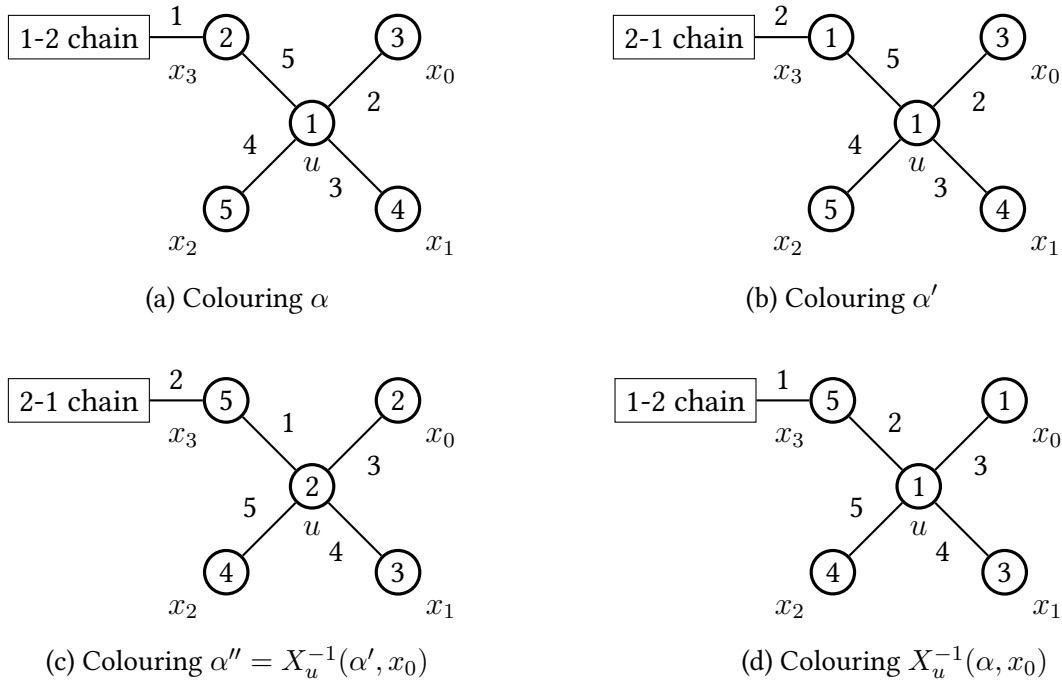 1-2 chain 1 2 3
x₃ 5 2 x₀
1
4 u 3
5 4
x₂ x₁
(a) Colouring α
2-1 chain 2 1 3
x₃ 5 2 x₀
1
4 u 3
5 4
x₂ x₁
(b) Colouring α′
2-1 chain 2 5 2
x₃ 1 3 x₀
2
5 u 4
4 3
x₂ x₁
(c) Colouring α″ = X_u^{-1}(α′, x₀)
1-2 chain 1 5 1
x₃ 2 3 x₀
1
5 u 4
4 3
x₂ x₁
(d) Colouring X_u^{-1}(α, x₀)